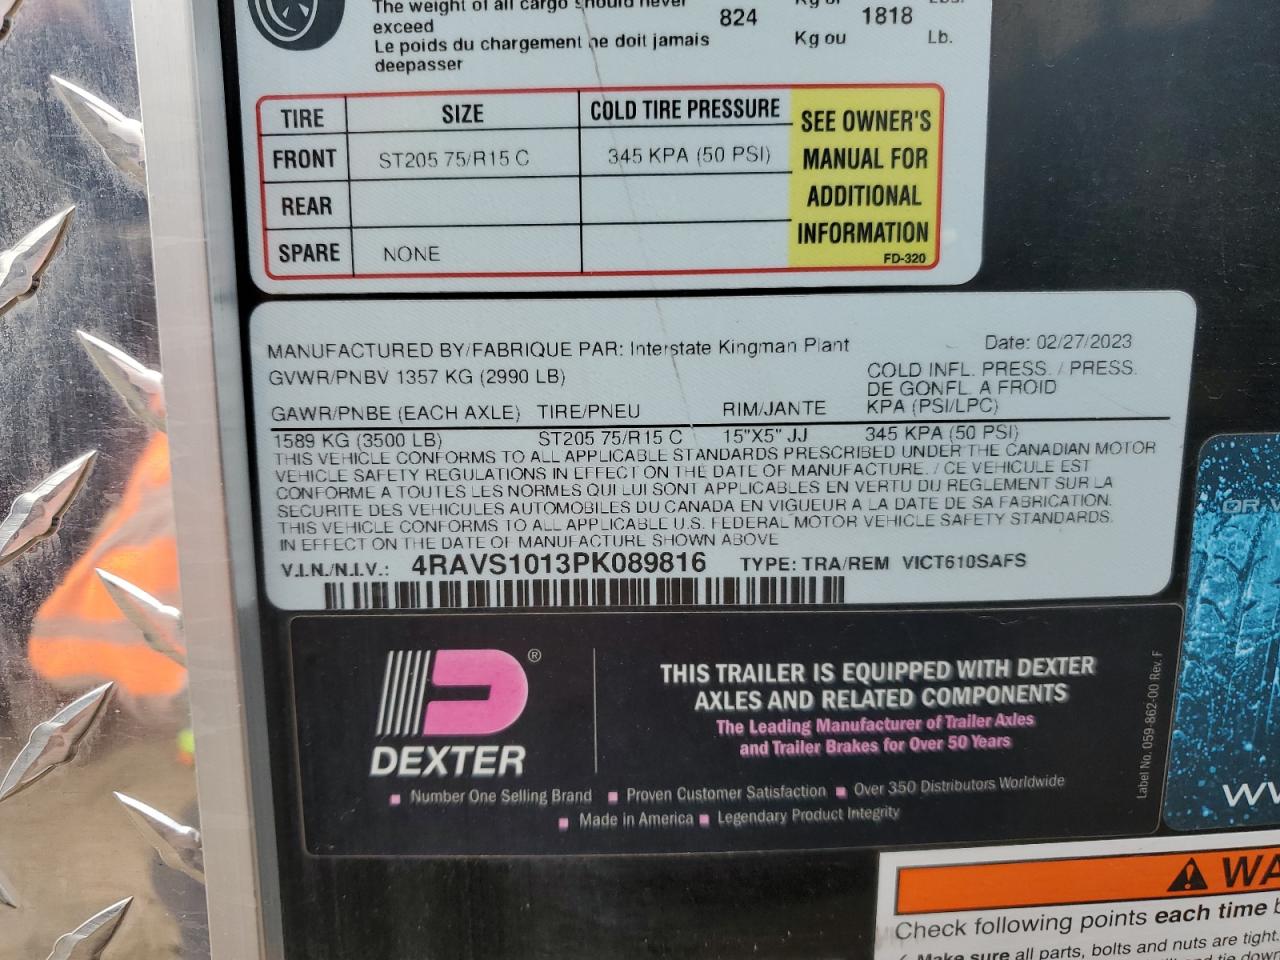 The weight of all cargo should never
exceed
824 Kg or 1818 Lbs.
Le poids du chargement ne doit jamais
deepasser
Kg ou Lb.
TIRE SIZE COLD TIRE PRESSURE
FRONT ST205 75/R15 C 345 KPA (50 PSI)
REAR
SPARE NONE
SEE OWNER'S
MANUAL FOR
ADDITIONAL
INFORMATION
FD-320
MANUFACTURED BY/FABRIQUE PAR: Interstate Kingman Plant Date: 02/27/2023
GVWR/PNBV 1357 KG (2990 LB)
COLD INFL. PRESS. / PRESS.
DE GONFL. A FROID
GAWR/PNBE (EACH AXLE) TIRE/PNEU RIM/JANTE KPA (PSI/LPC)
1589 KG (3500 LB) ST205 75/R15 C 15"X5" JJ 345 KPA (50 PSI)
THIS VEHICLE CONFORMS TO ALL APPLICABLE STANDARDS PRESCRIBED UNDER THE CANADIAN MOTOR
VEHICLE SAFETY REGULATIONS IN EFFECT ON THE DATE OF MANUFACTURE. / CE VEHICULE EST
CONFORME A TOUTES LES NORMES QUI LUI SONT APPLICABLES EN VERTU DU REGLEMENT SUR LA
SECURITE DES VEHICULES AUTOMOBILES DU CANADA EN VIGUEUR A LA DATE DE SA FABRICATION.
THIS VEHICLE CONFORMS TO ALL APPLICABLE U.S. FEDERAL MOTOR VEHICLE SAFETY STANDARDS.
IN EFFECT ON THE DATE OF MANUFACTURE SHOWN ABOVE
V.I.N./N.I.V.: 4RAVS1013PK089816 TYPE: TRA/REM VICT610SAFS
®
DEXTER
THIS TRAILER IS EQUIPPED WITH DEXTER
AXLES AND RELATED COMPONENTS
The Leading Manufacturer of Trailer Axles
and Trailer Brakes for Over 50 Years
Number One Selling Brand Proven Customer Satisfaction Over 350 Distributors Worldwide
Made in America Legendary Product Integrity
Label No. 059-862-00 Rev. F
OR
WA
Check following points each time
✓ Make sure all parts, bolts and nuts are tight.
tie down